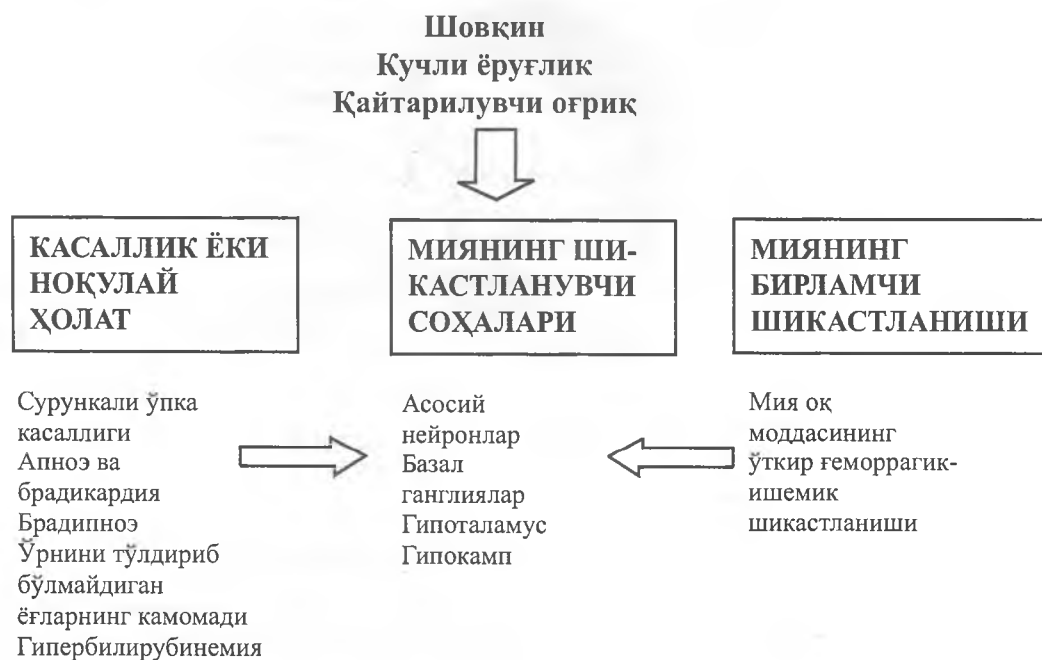 Шовқин
Кучли ёруғлик
Қайтарилувчи оғриқ
КАСАЛЛИК ЁКИ
НОҚУЛАЙ
ҲОЛАТ
МИЯНИНГ ШИ-
КАСТЛАНУВЧИ
СОҲАЛАРИ
МИЯНИНГ
БИРЛАМЧИ
ШИКАСТЛАНИШИ
Сурункали ўпка
касаллиги
Апноэ ва
брадикардия
Брадипноэ
Ўрнини тўлдириб
бўлмайдиган
ёғларнинг камомади
Гипербилирубинемия
Асосий
нейронлар
Базал
ганглиялар
Гипоталамус
Гипокамп
Мия оқ
моддасининг
ўткир ғеморрагик-
ишемик
шикастланиши